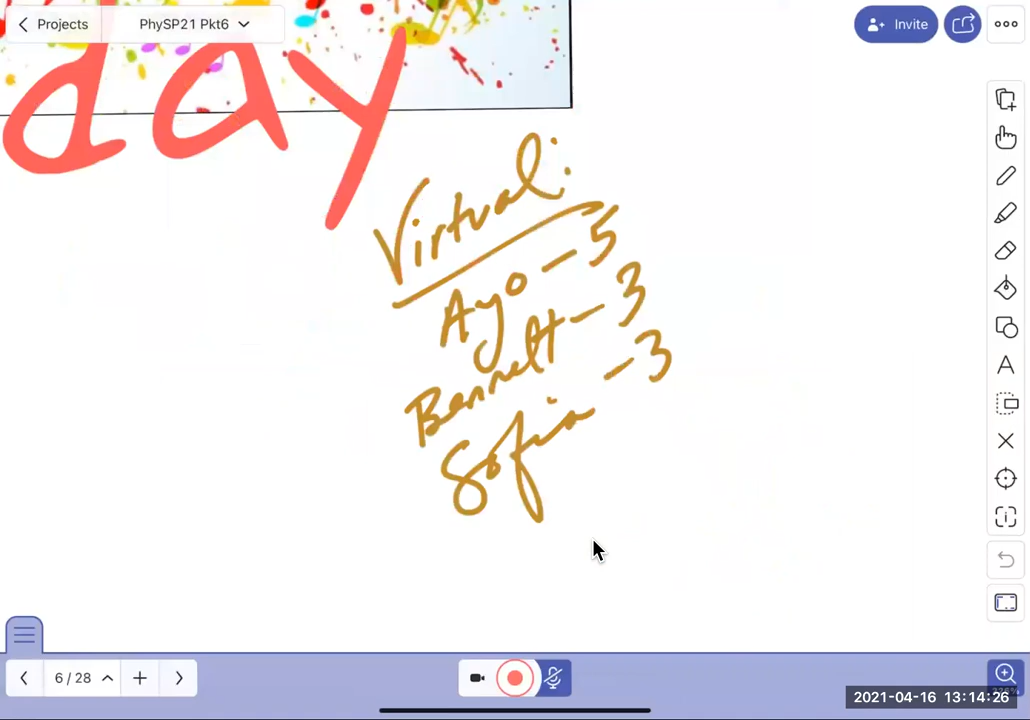 Projects
PhySP21 Pkt6
Invite
day
Virtual:
Ayo - 5
Bennett - 3
Sofia - 3
A
6 / 28
2021-04-16 13:14:26